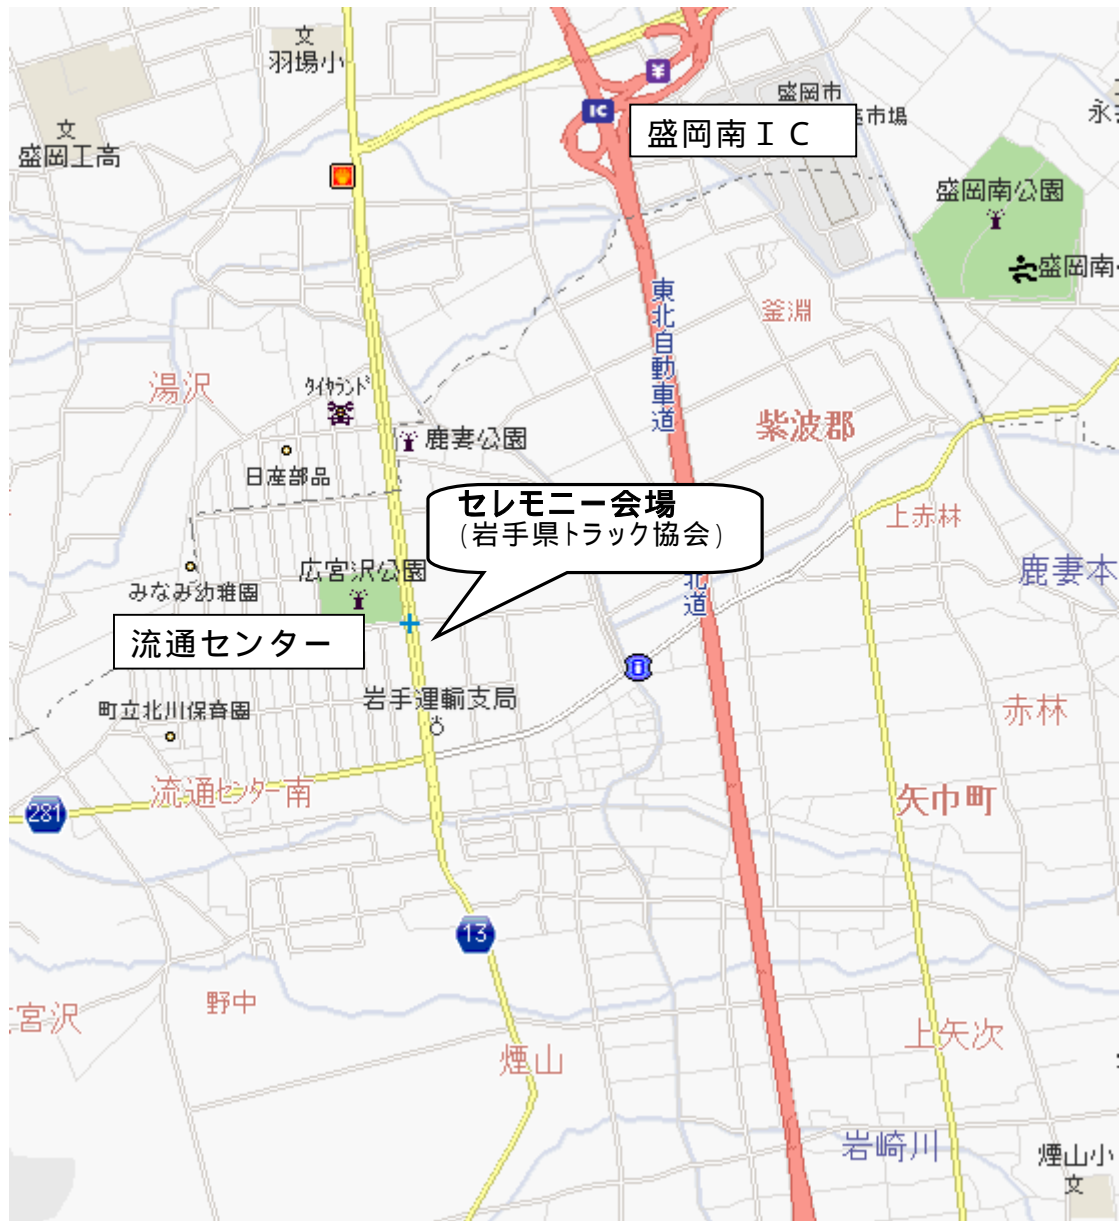 文
羽場小
文
盛岡工高
¥
IC
盛岡南ＩＣ
盛岡市
市場
盛岡南公園
盛岡南
東北自動車道
釜淵
湯沢
ﾀｲヤランド
鹿妻公園
日産部品
紫波郡
セレモニー会場
(岩手県トラック協会)
上赤林
鹿妻本
広宮沢公園
みなみ幼稚園
北道
流通センター
岩手運輸支局
町立北川保育園
赤林
流通センター南
281
矢巾町
13
宮沢
野中
煙山
上矢次
岩崎川
煙山小
文